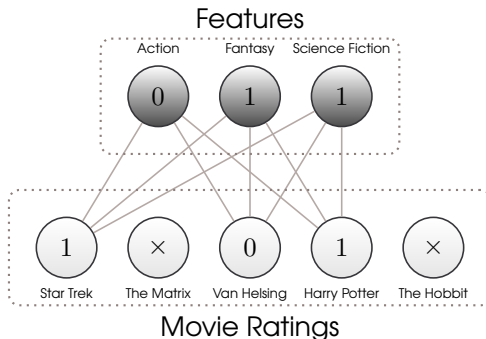 Features
Action Fantasy Science Fiction
0 1 1
1 × 0 1 ×
Star Trek The Matrix Van Helsing Harry Potter The Hobbit
Movie Ratings